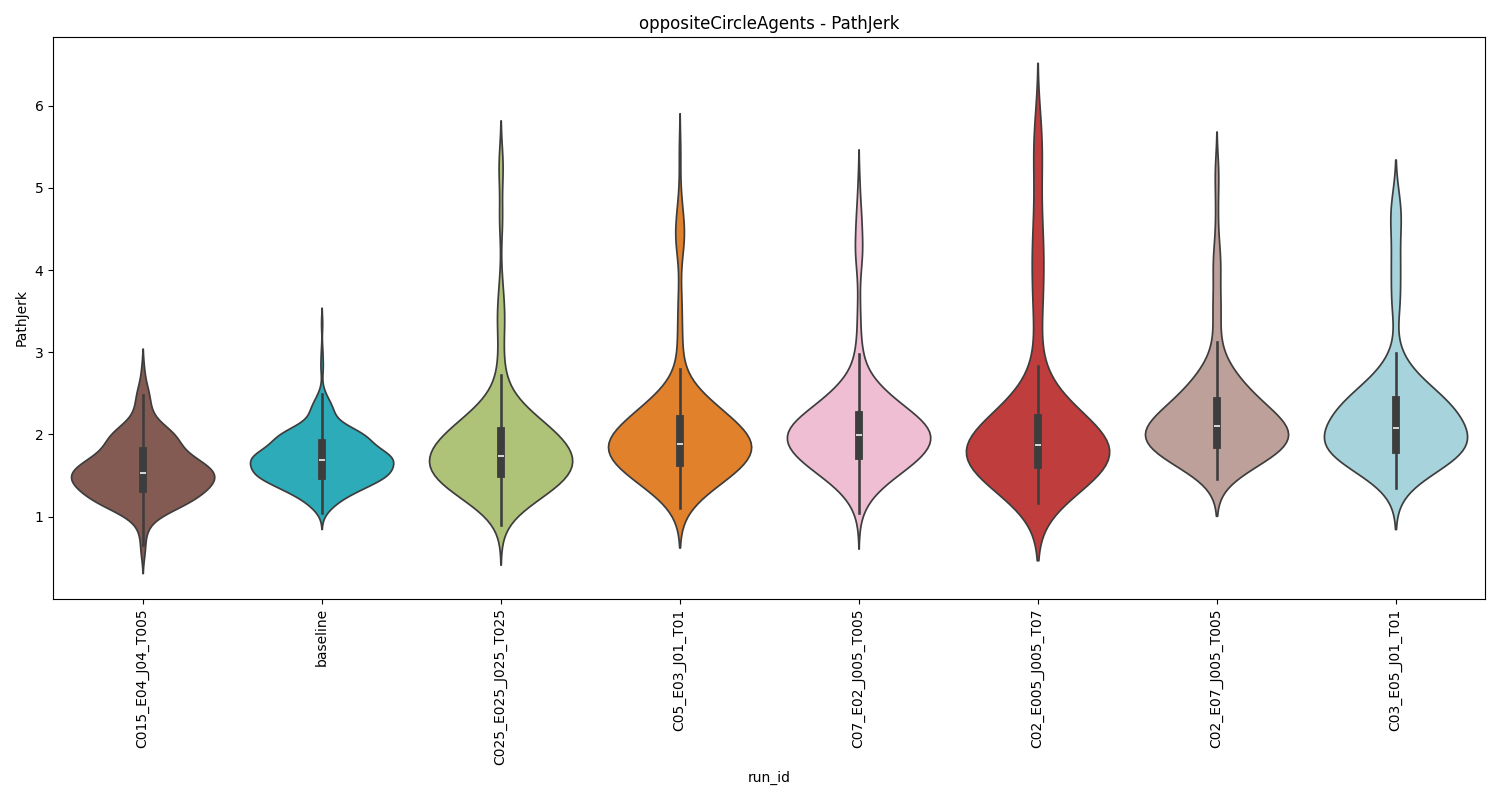 oppositeCircleAgents - PathJerk
PathJerk
6
5
4
3
2
1
C015_E04_J04_T005
baseline
C025_E025_J025_T025
C05_E03_J01_T01
C07_E02_J005_T005
C02_E005_J005_T07
C02_E07_J005_T005
C03_E05_J01_T01
run_id